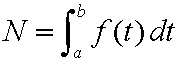 N = ∫_a^b f(t) dt